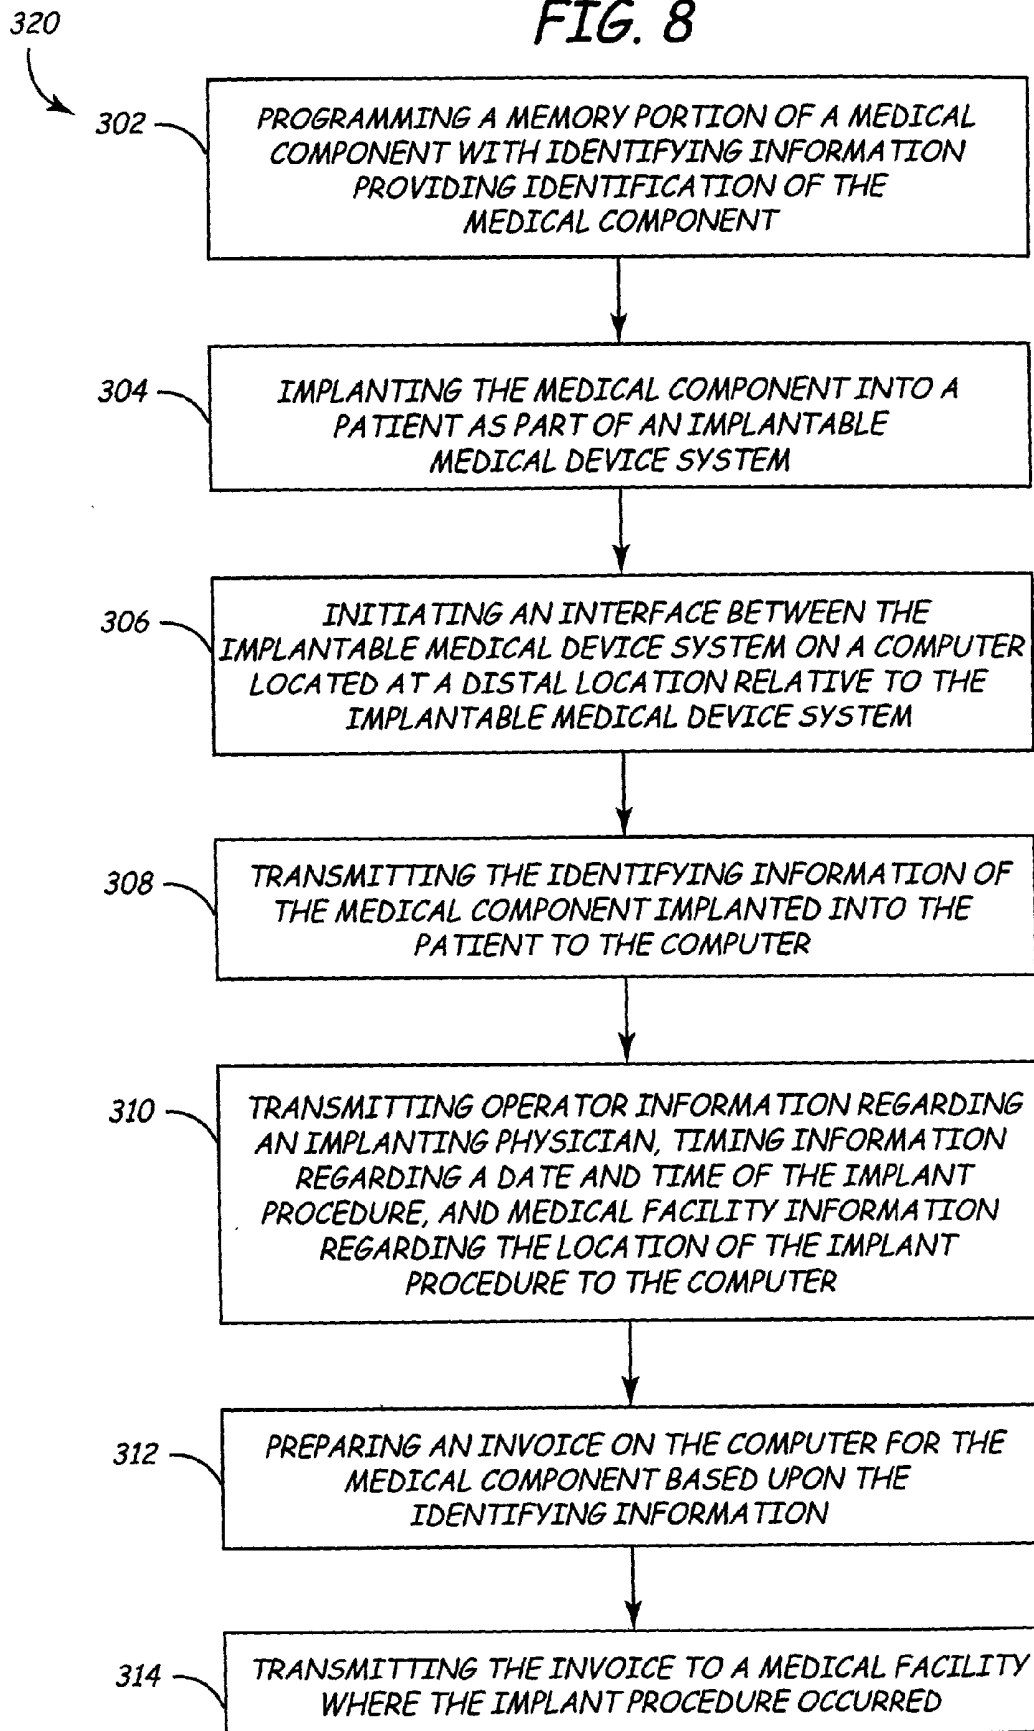 FIG. 8
320
302
PROGRAMMING A MEMORY PORTION OF A MEDICAL
COMPONENT WITH IDENTIFYING INFORMATION
PROVIDING IDENTIFICATION OF THE
MEDICAL COMPONENT
304
IMPLANTING THE MEDICAL COMPONENT INTO A
PATIENT AS PART OF AN IMPLANTABLE
MEDICAL DEVICE SYSTEM
306
INITIATING AN INTERFACE BETWEEN THE
IMPLANTABLE MEDICAL DEVICE SYSTEM ON A COMPUTER
LOCATED AT A DISTAL LOCATION RELATIVE TO THE
IMPLANTABLE MEDICAL DEVICE SYSTEM
308
TRANSMITTING THE IDENTIFYING INFORMATION OF
THE MEDICAL COMPONENT IMPLANTED INTO THE
PATIENT TO THE COMPUTER
310
TRANSMITTING OPERATOR INFORMATION REGARDING
AN IMPLANTING PHYSICIAN, TIMING INFORMATION
REGARDING A DATE AND TIME OF THE IMPLANT
PROCEDURE, AND MEDICAL FACILITY INFORMATION
REGARDING THE LOCATION OF THE IMPLANT
PROCEDURE TO THE COMPUTER
312
PREPARING AN INVOICE ON THE COMPUTER FOR THE
MEDICAL COMPONENT BASED UPON THE
IDENTIFYING INFORMATION
314
TRANSMITTING THE INVOICE TO A MEDICAL FACILITY
WHERE THE IMPLANT PROCEDURE OCCURRED